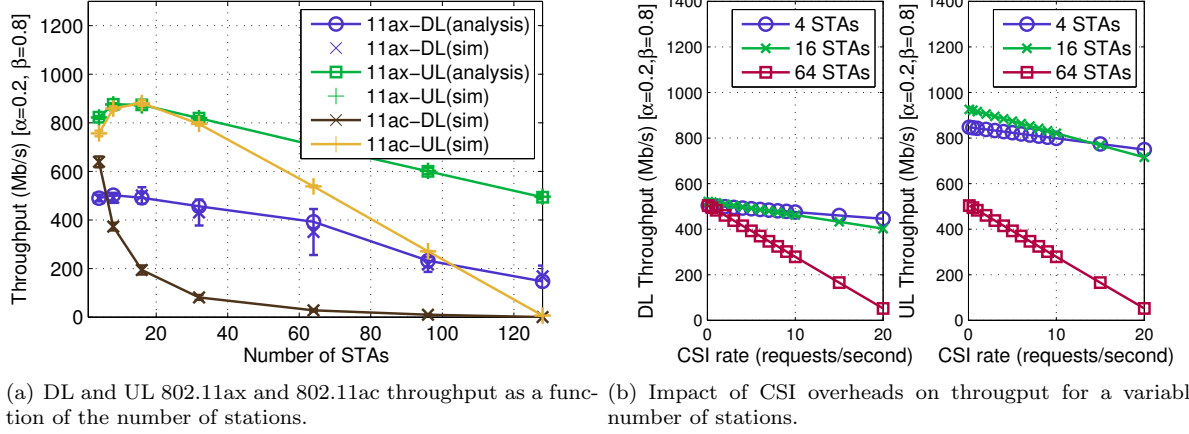 Throughput (Mb/s) [α=0.2, β=0.8]
1200
1000
800
600
400
200
0
20
40
60
80
100
120
Number of STAs
11ax−DL(analysis)
11ax−DL(sim)
11ax−UL(analysis)
11ax−UL(sim)
11ac−DL(sim)
11ac−UL(sim)
DL Throughput (Mb/s) [α=0.2,β=0.8]
1400
1200
1000
800
600
400
200
0
0
10
20
CSI rate (requests/second)
4 STAs
16 STAs
64 STAs
UL Throughput (Mb/s) [α=0.2,β=0.8]
1400
1200
1000
800
600
400
200
0
0
10
20
CSI rate (requests/second)
4 STAs
16 STAs
64 STAs
(a) DL and UL 802.11ax and 802.11ac throughput as a func-
tion of the number of stations.
(b) Impact of CSI overheads on througput for a variabl
number of stations.